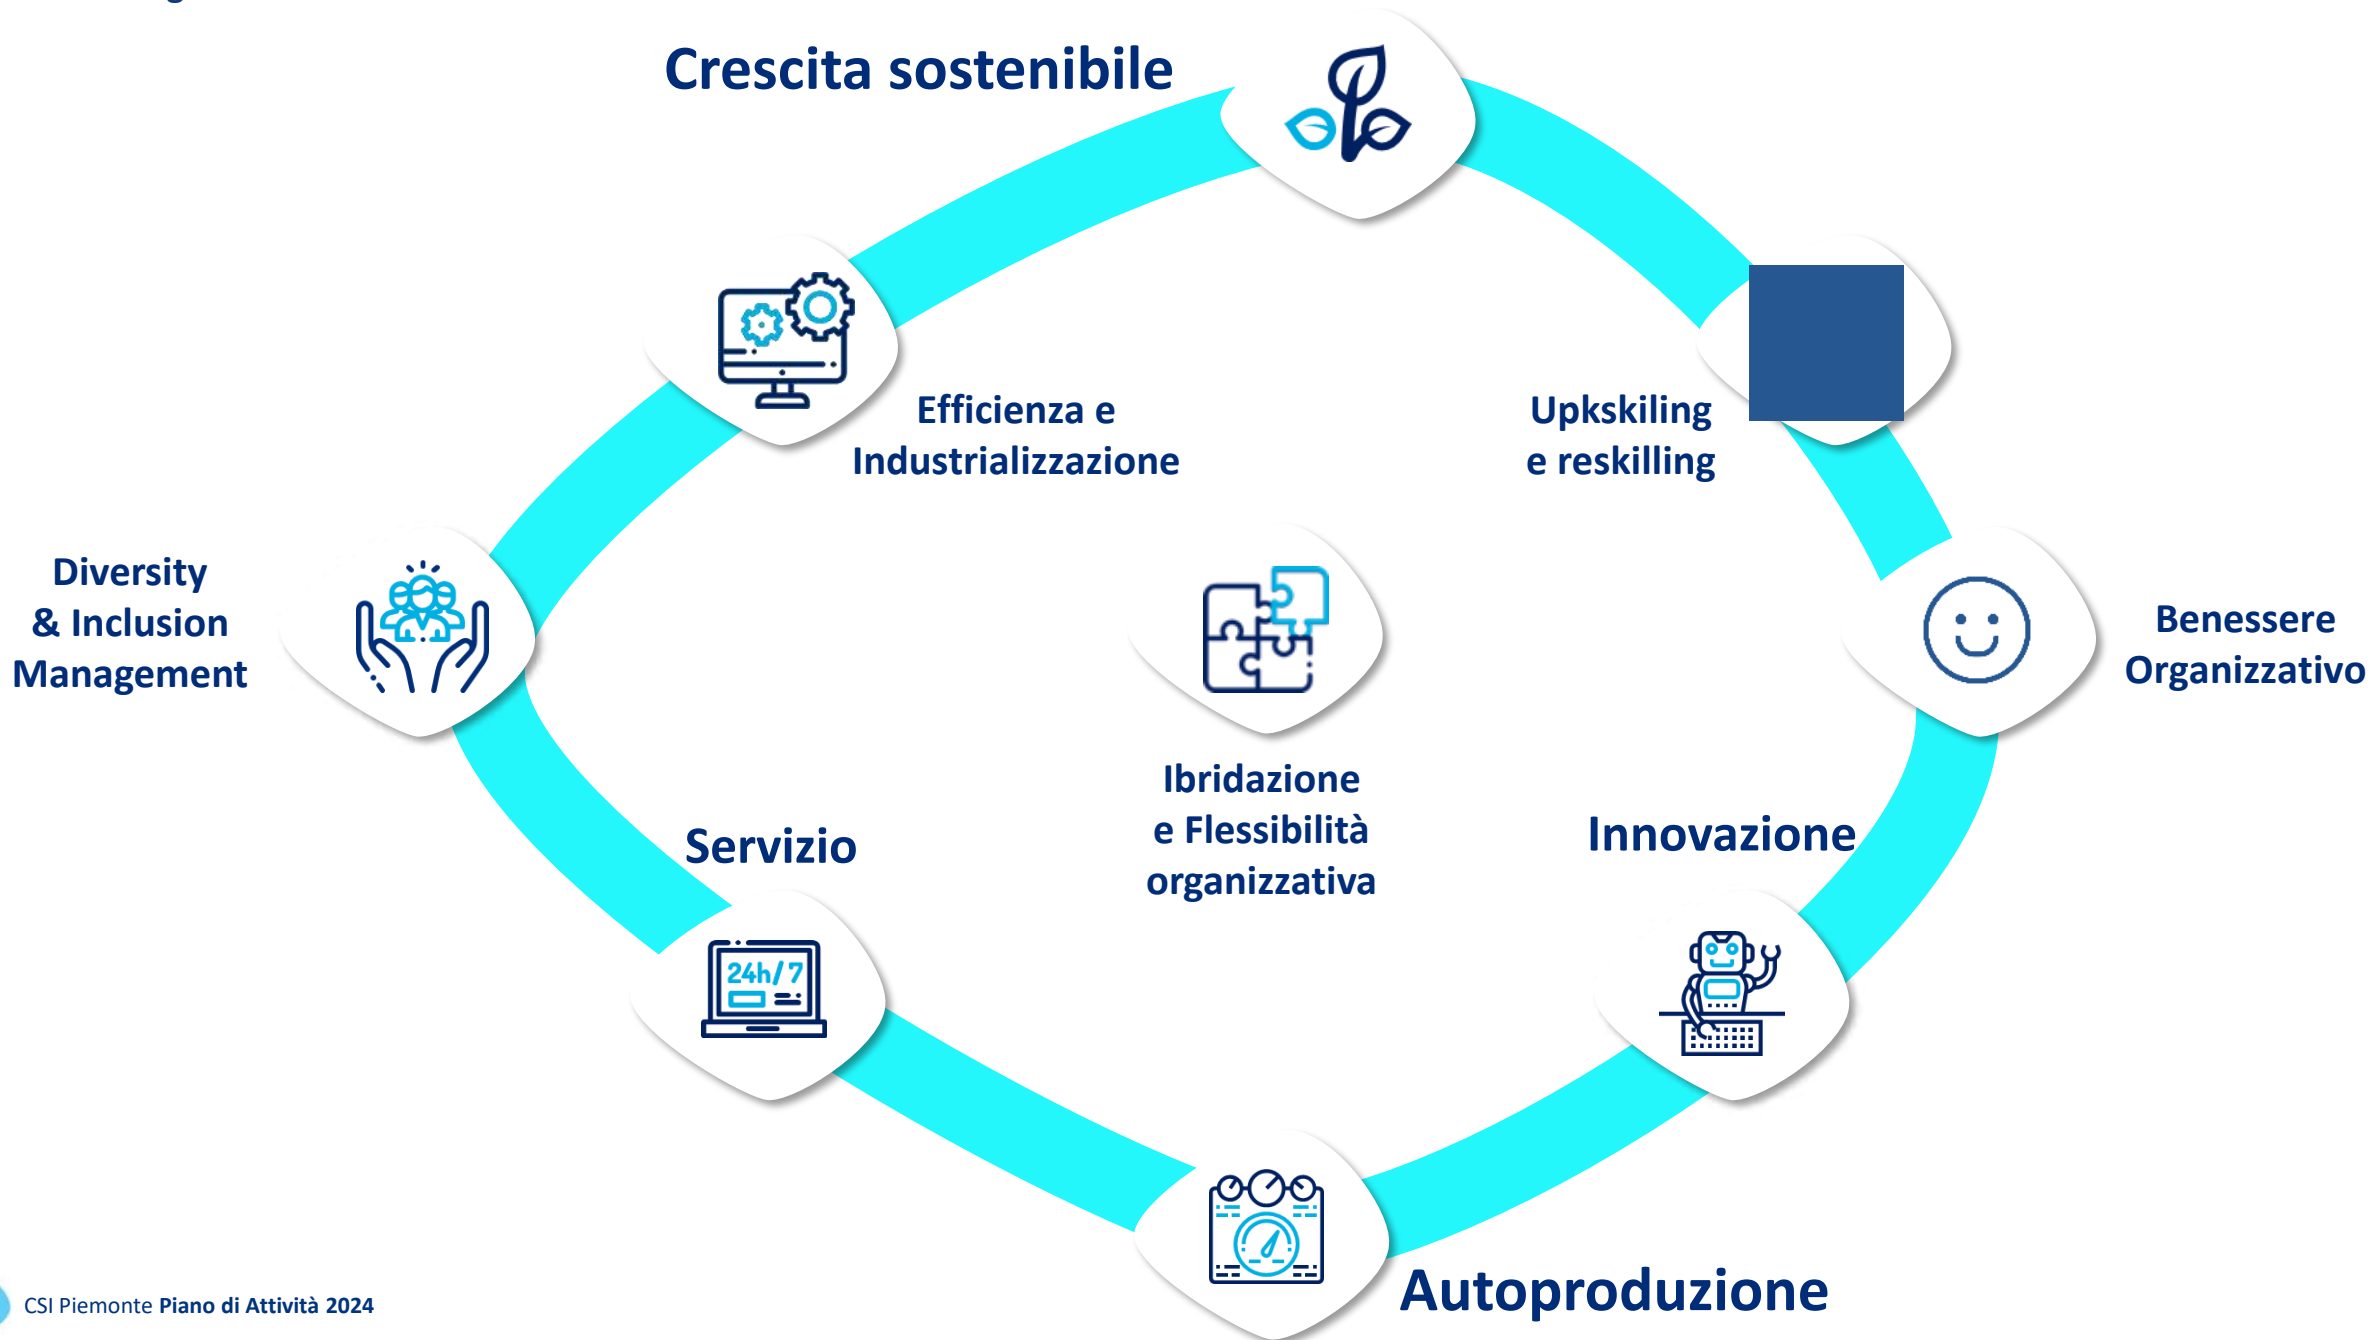 Crescita sostenibile
Efficienza e
Industrializzazione
Upkskiling
e reskilling
Diversity
& Inclusion
Management
Benessere
Organizzativo
Ibridazione
e Flessibilità
organizzativa
Servizio
Innovazione
24h/7
Autoproduzione
CSI Piemonte Piano di Attività 2024